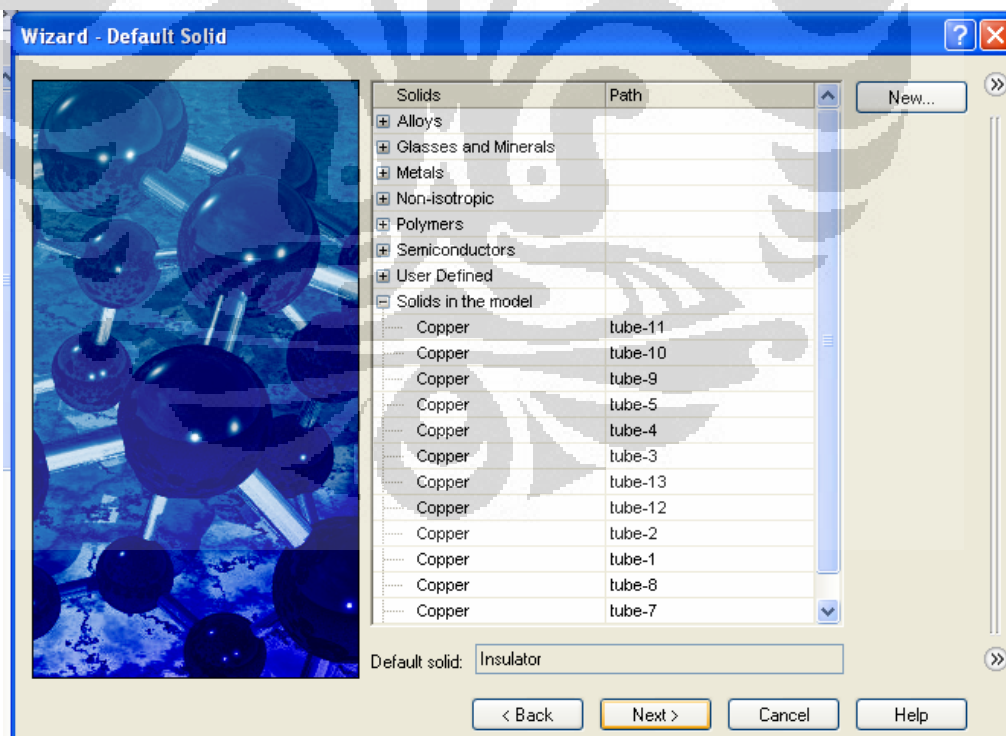 Wizard - Default Solid
Solids Path
New...
Alloys
Glasses and Minerals
Metals
Non-isotropic
Polymers
Semiconductors
User Defined
Solids in the model
Copper tube-11
Copper tube-10
Copper tube-9
Copper tube-5
Copper tube-4
Copper tube-3
Copper tube-13
Copper tube-12
Copper tube-2
Copper tube-1
Copper tube-8
Copper tube-7
Default solid: Insulator
< Back Next > Cancel Help